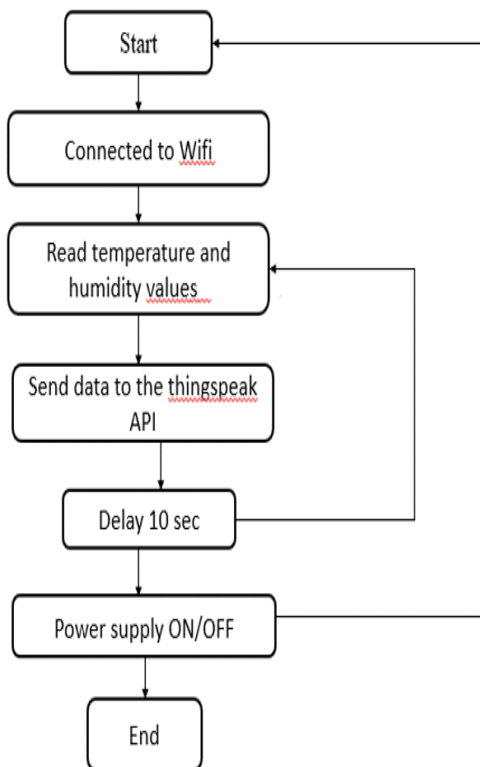 Start
Connected to Wifi
Read temperature and
humidity values
Send data to the thingspeak
API
Delay 10 sec
Power supply ON/OFF
End